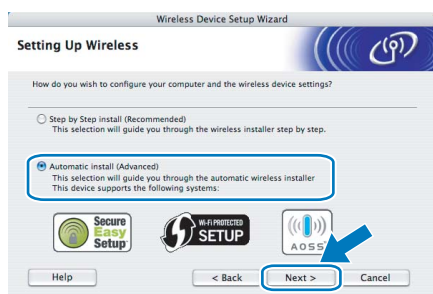 Wireless Device Setup Wizard
Setting Up Wireless
How do you wish to configure your computer and the wireless device settings?
Step by Step install (Recommended)
This selection will guide you through the wireless installer step by step.
Automatic install (Advanced)
This selection will guide you through the automatic wireless installer
This device supports the following systems:
Secure
Easy
Setup
Wi-Fi PROTECTED
SETUP
AOSS
Help
< Back
Next >
Cancel